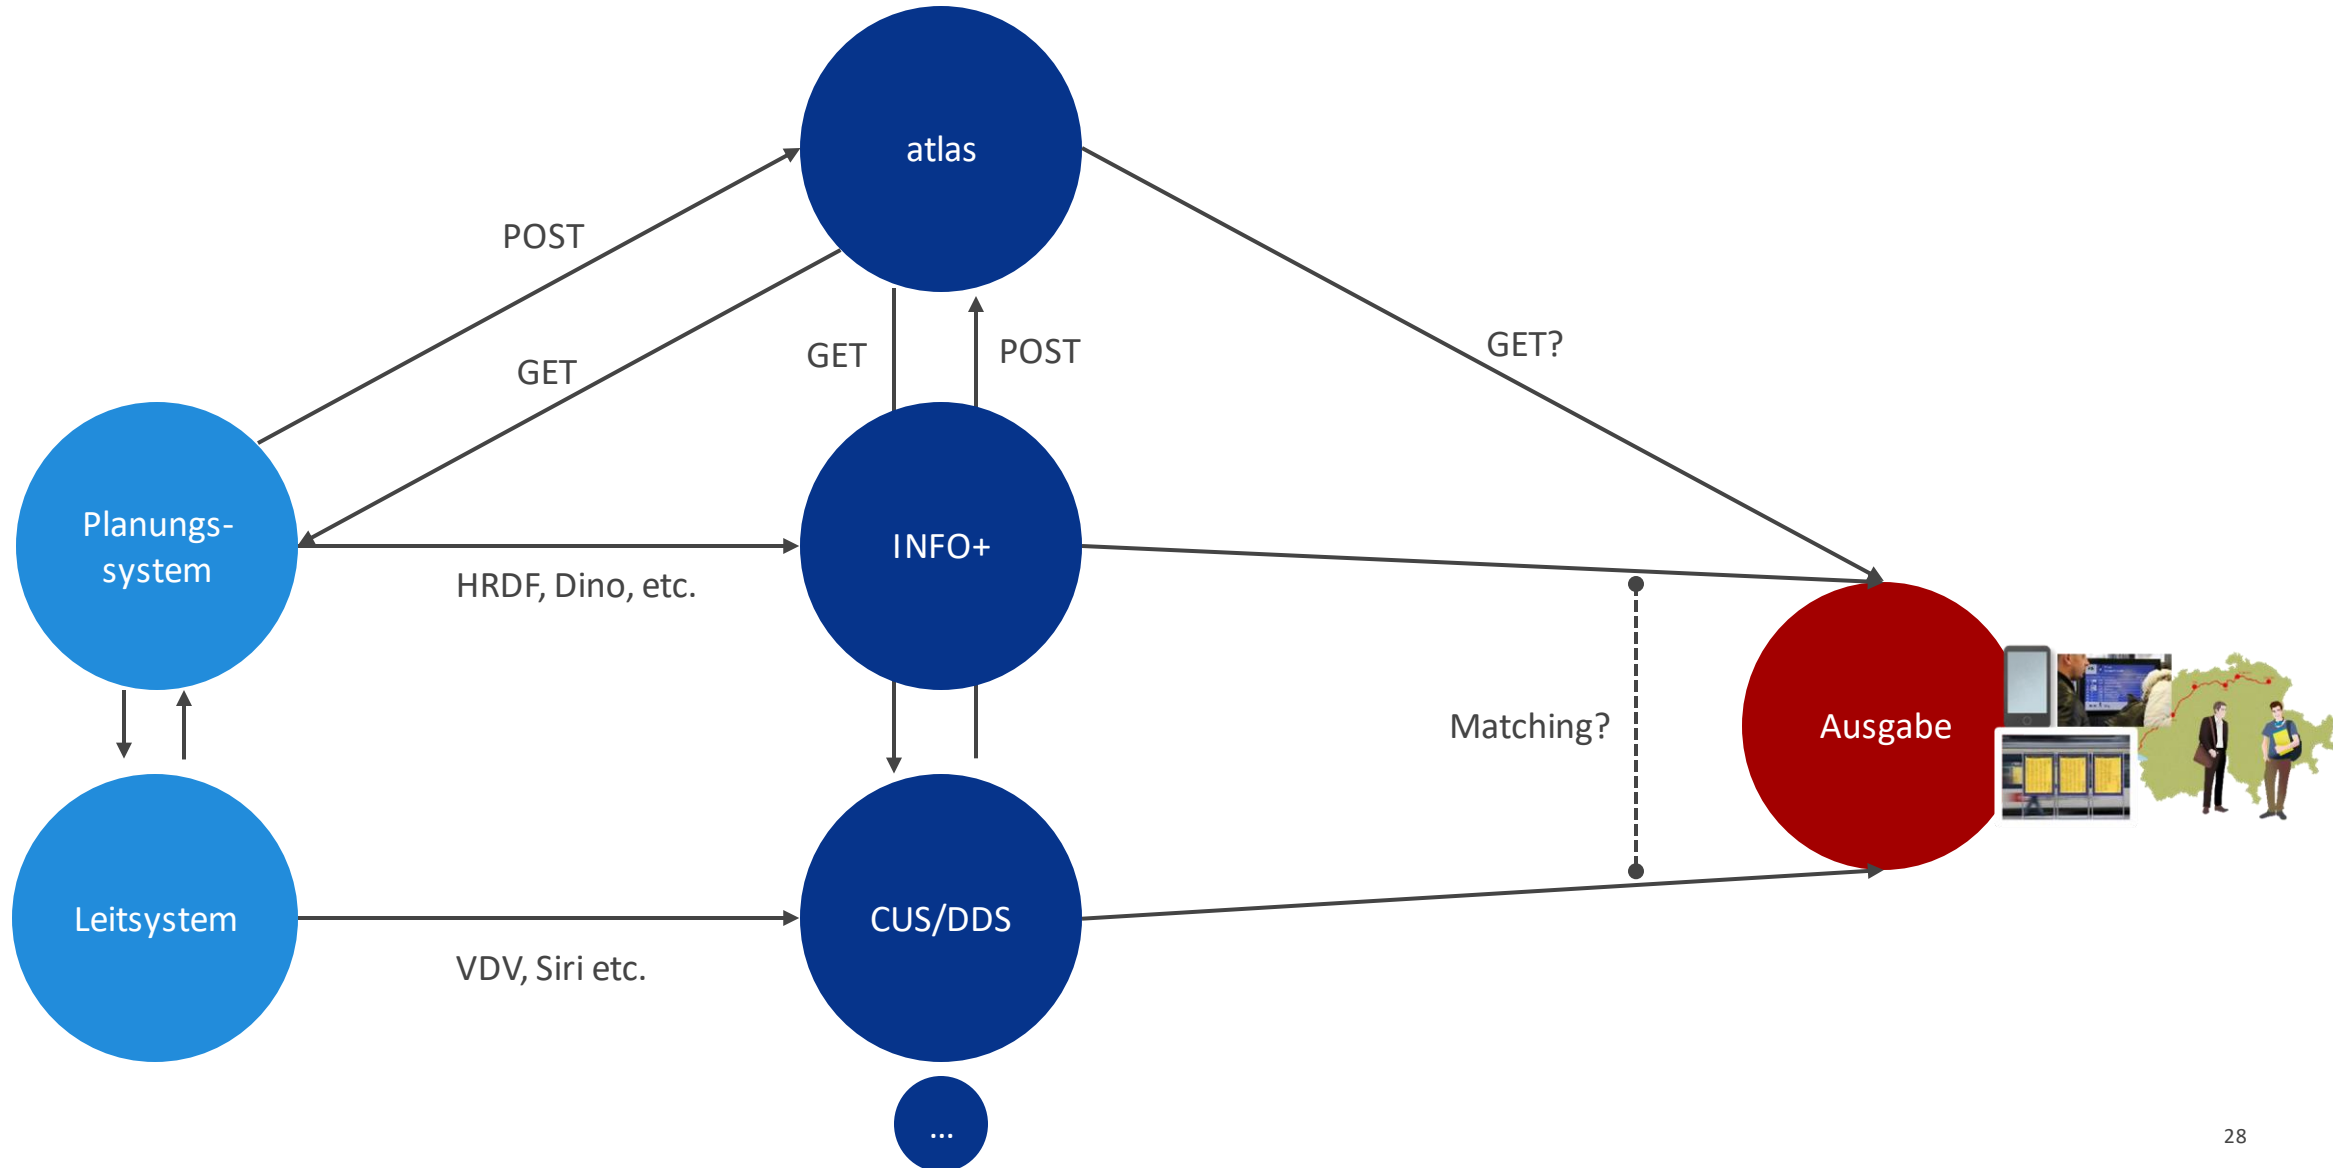 atlas
POST
GET
GET
POST
GET?
Planungs-
system
INFO+
HRDF, Dino, etc.
Matching?
Ausgabe
Leitsystem
CUS/DDS
VDV, Siri etc.
...
28